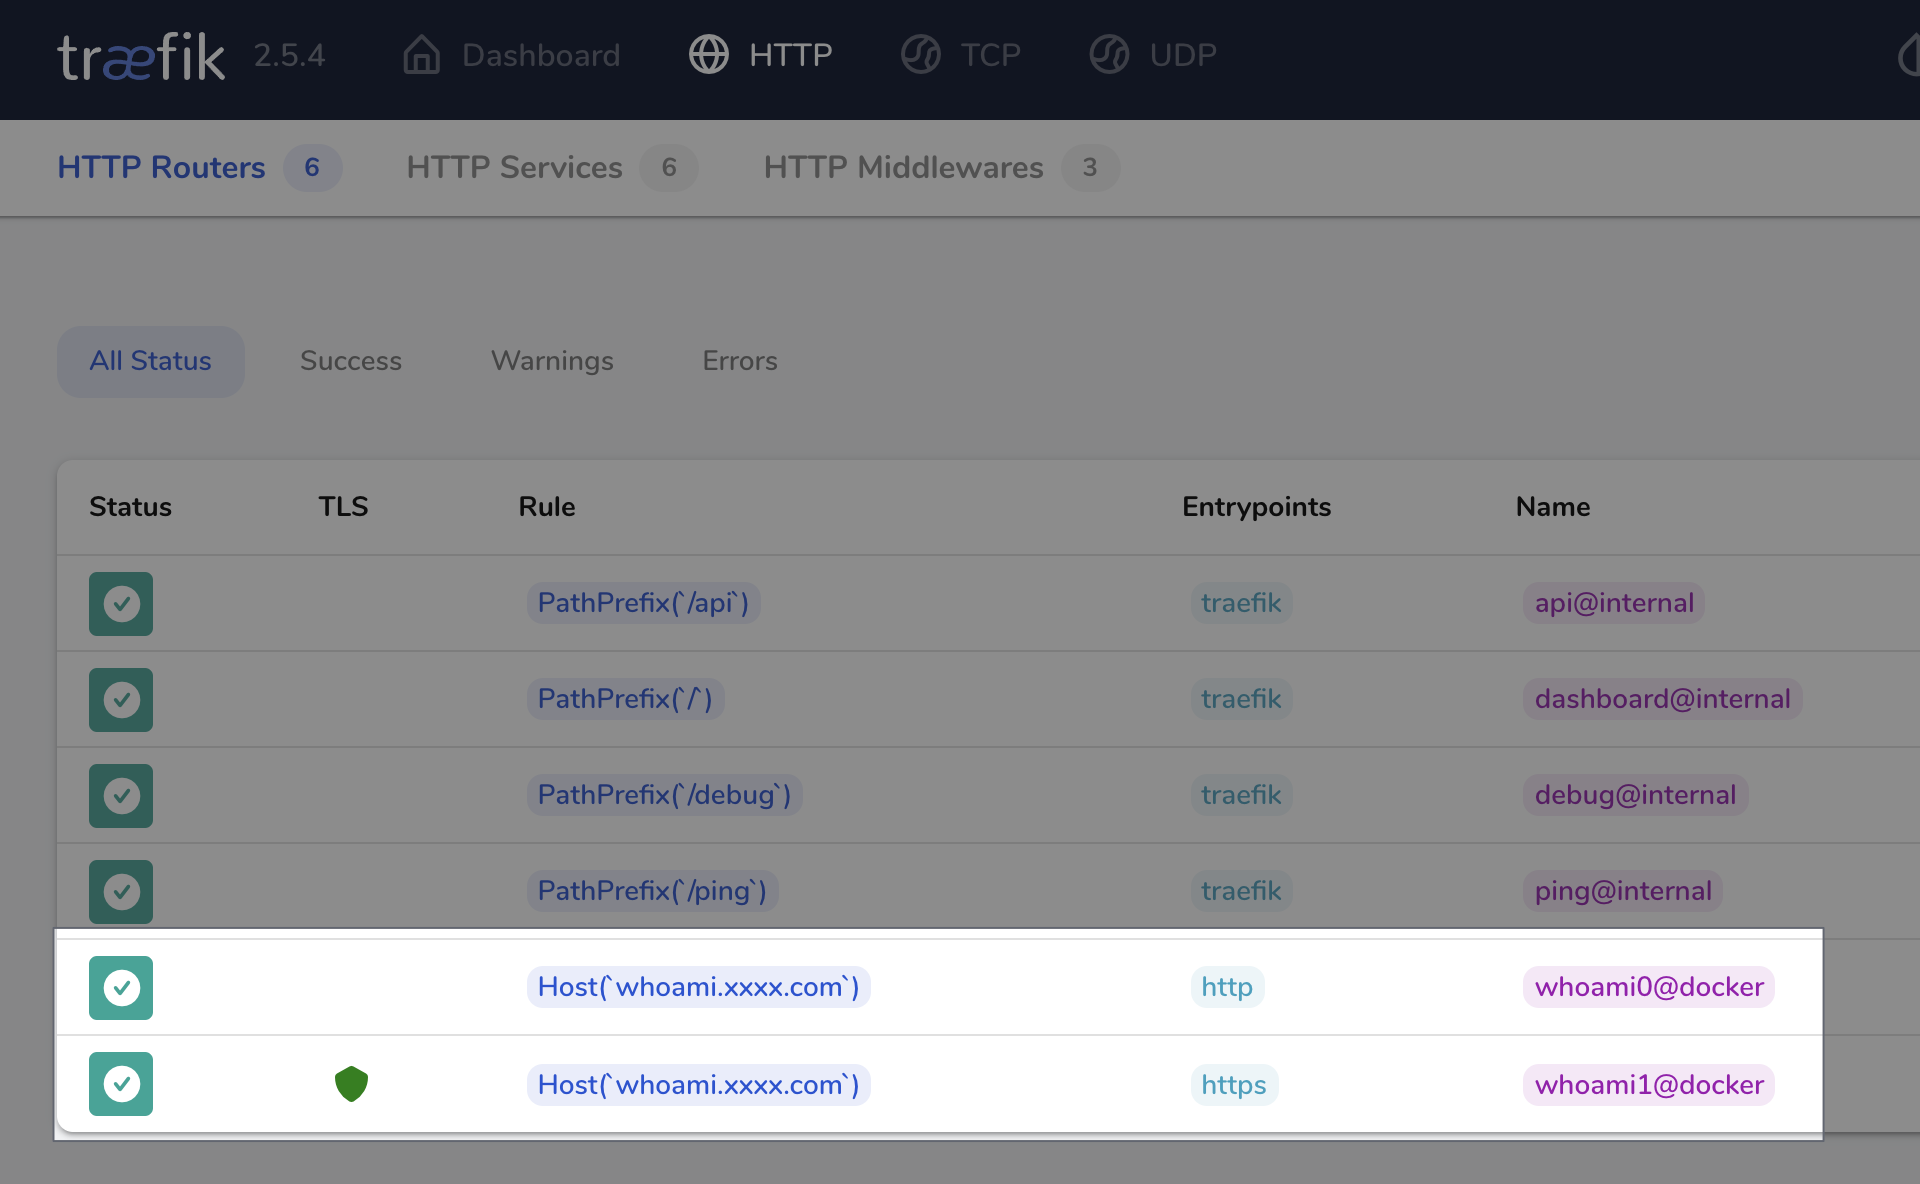 træfik 2.5.4 Dashboard HTTP TCP UDP
HTTP Routers 6 HTTP Services 6 HTTP Middlewares 3
All Status Success Warnings Errors
Status TLS Rule Entrypoints Name
PathPrefix(`/api`) traefik api@internal
PathPrefix(`/`) traefik dashboard@internal
PathPrefix(`/debug`) traefik debug@internal
PathPrefix(`/ping`) traefik ping@internal
Host(`whoami.xxxx.com`) http whoami0@docker
Host(`whoami.xxxx.com`) https whoami1@docker